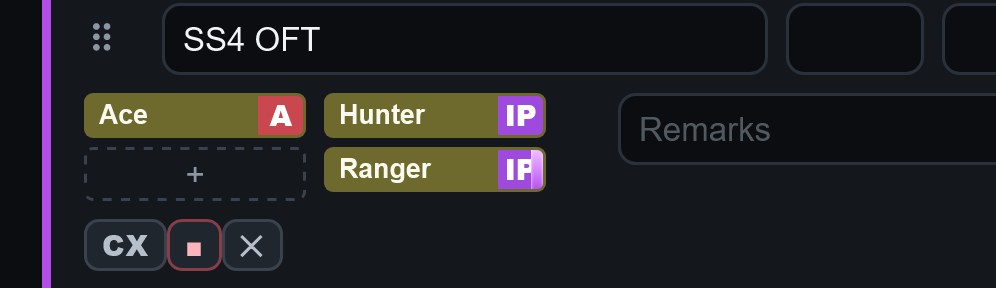 SS4 OFT
Ace A Hunter IP
Remarks
+ Ranger IP
CX